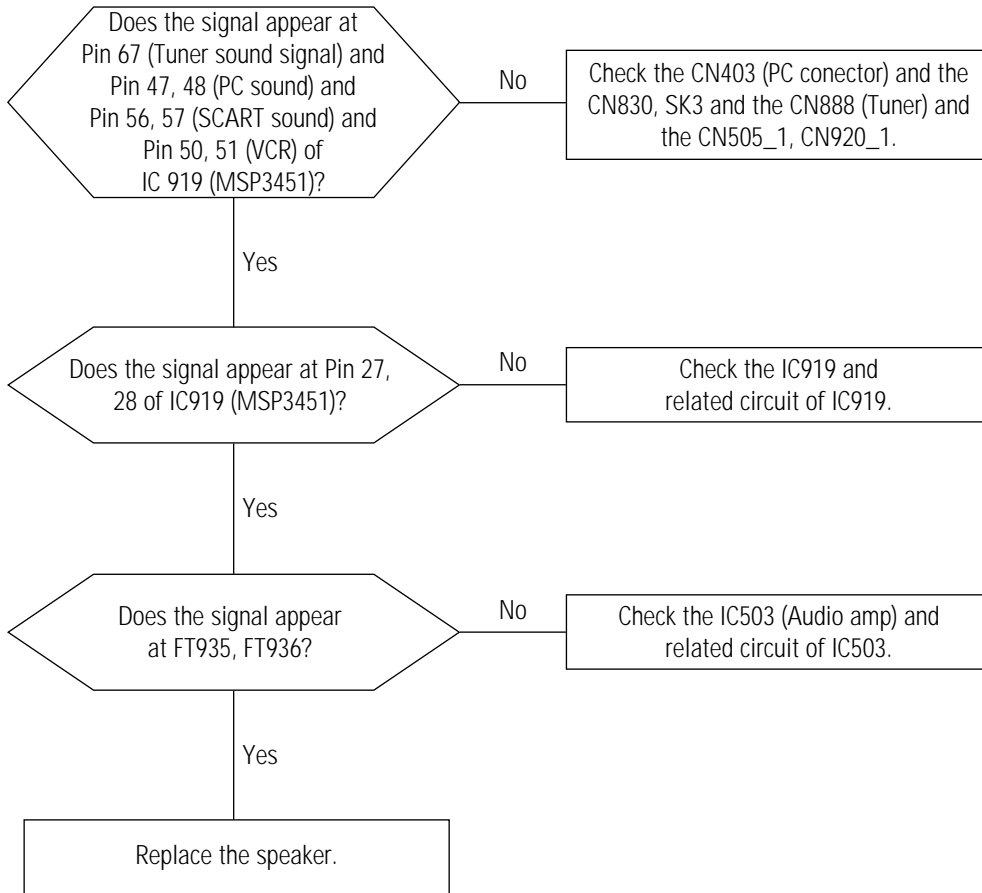 Does the signal appear at
Pin 67 (Tuner sound signal) and
Pin 47, 48 (PC sound) and
Pin 56, 57 (SCART sound) and
Pin 50, 51 (VCR) of
IC 919 (MSP3451)?
No
Check the CN403 (PC conector) and the
CN830, SK3 and the CN888 (Tuner) and
the CN505_1, CN920_1.
Yes
Does the signal appear at Pin 27,
28 of IC919 (MSP3451)?
No
Check the IC919 and
related circuit of IC919.
Yes
Does the signal appear
at FT935, FT936?
No
Check the IC503 (Audio amp) and
related circuit of IC503.
Yes
Replace the speaker.